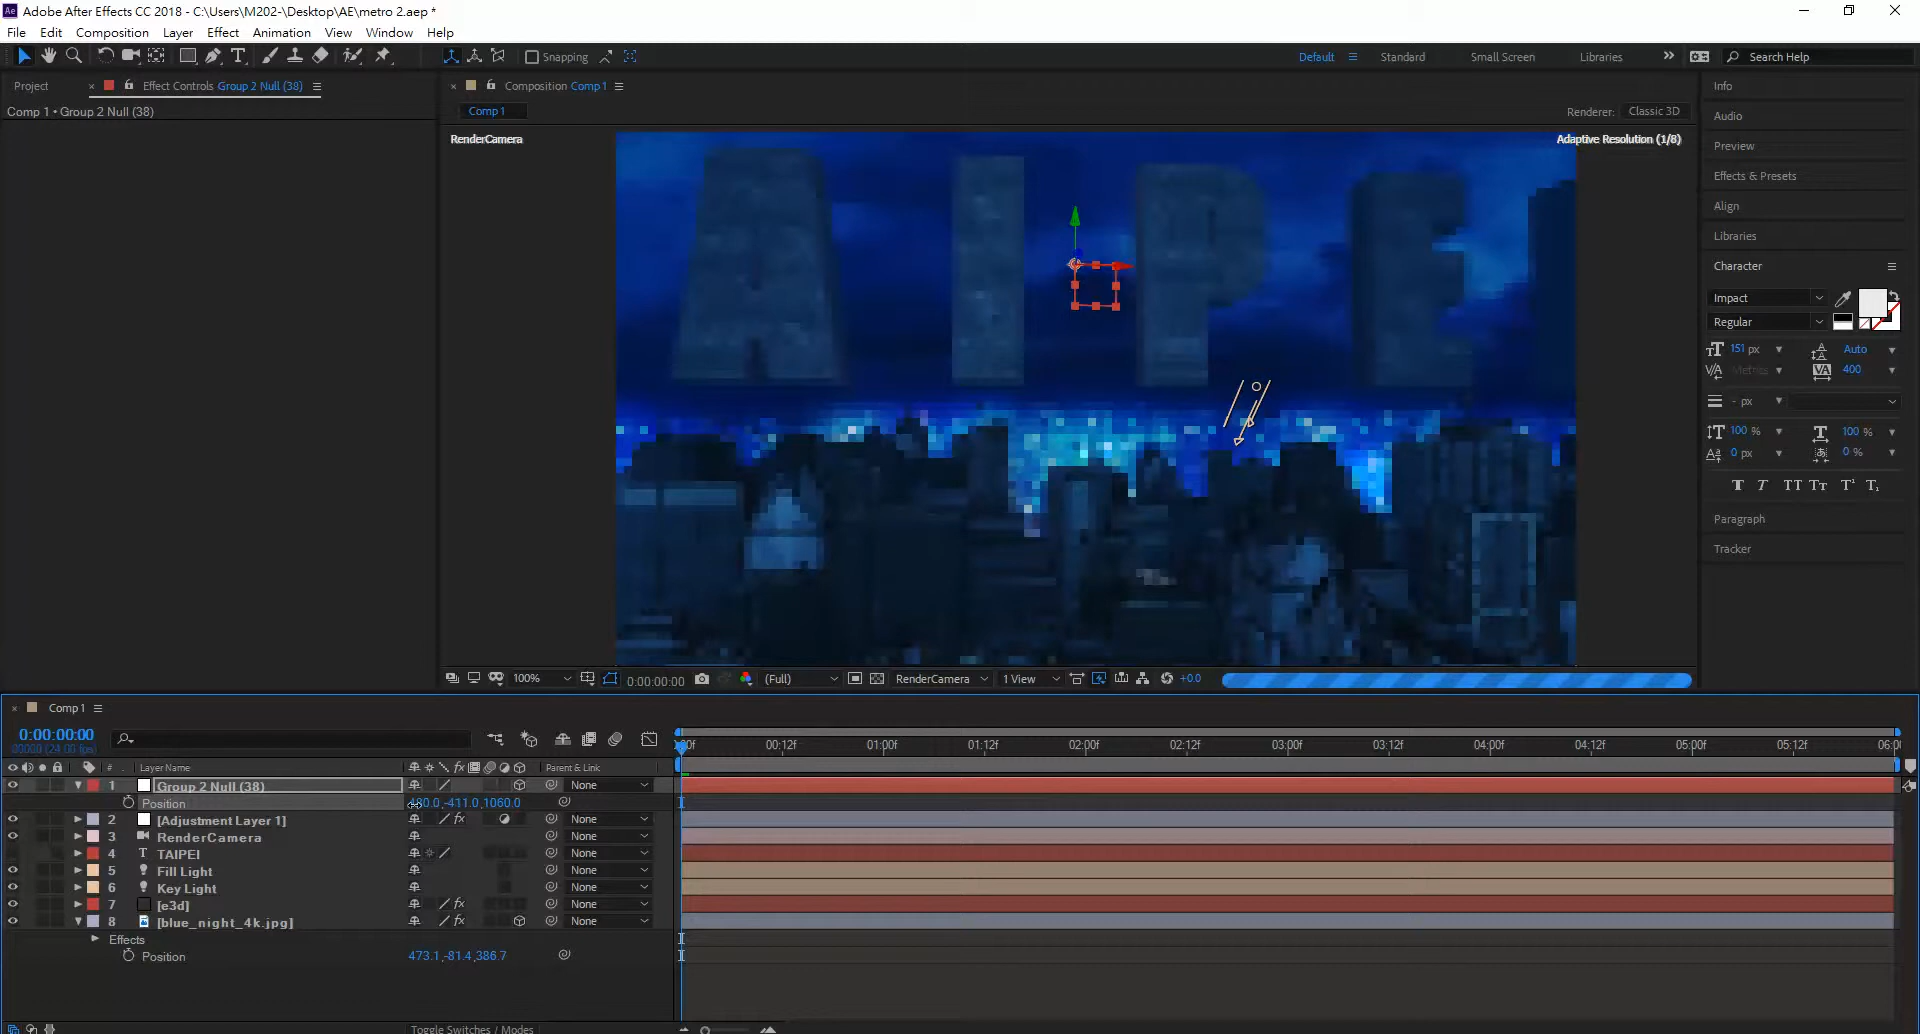 Adobe After Effects CC 2018 - C:\Users\M202-\Desktop\AE\metro 2.aep *
File Edit Composition Layer Effect Animation View Window Help
Snapping
Default Standard Small Screen Libraries Search Help
Project Effect Controls Group 2 Null (38)
Comp 1 • Group 2 Null (38)
Composition Comp 1
Comp 1
Renderer: Classic 3D
RenderCamera
Adaptive Resolution (1/8)
AIPE
Info
Audio
Preview
Effects & Presets
Align
Libraries
Character
Impact
Regular
151 px Auto
Metrics 400
- px
100 % 100 %
0 px 0 %
Paragraph
Tracker
100% 0:00:00:00 (Full) RenderCamera 1 View +0.0
Comp 1
0:00:00:00
00000 (24.00 fps)
00f 00:12f 01:00f 01:12f 02:00f 02:12f 03:00f 03:12f 04:00f 04:12f 05:00f 05:12f 06:00
# Layer Name Parent & Link
1 Group 2 Null (38) None
Position 480.0,-411.0,1060.0
2 [Adjustment Layer 1] None
3 RenderCamera None
4 TAIPEI None
5 Fill Light None
6 Key Light None
7 [e3d] None
8 [blue_night_4k.jpg] None
Effects
Position 473.1,-81.4,386.7
Toggle Switches / Modes